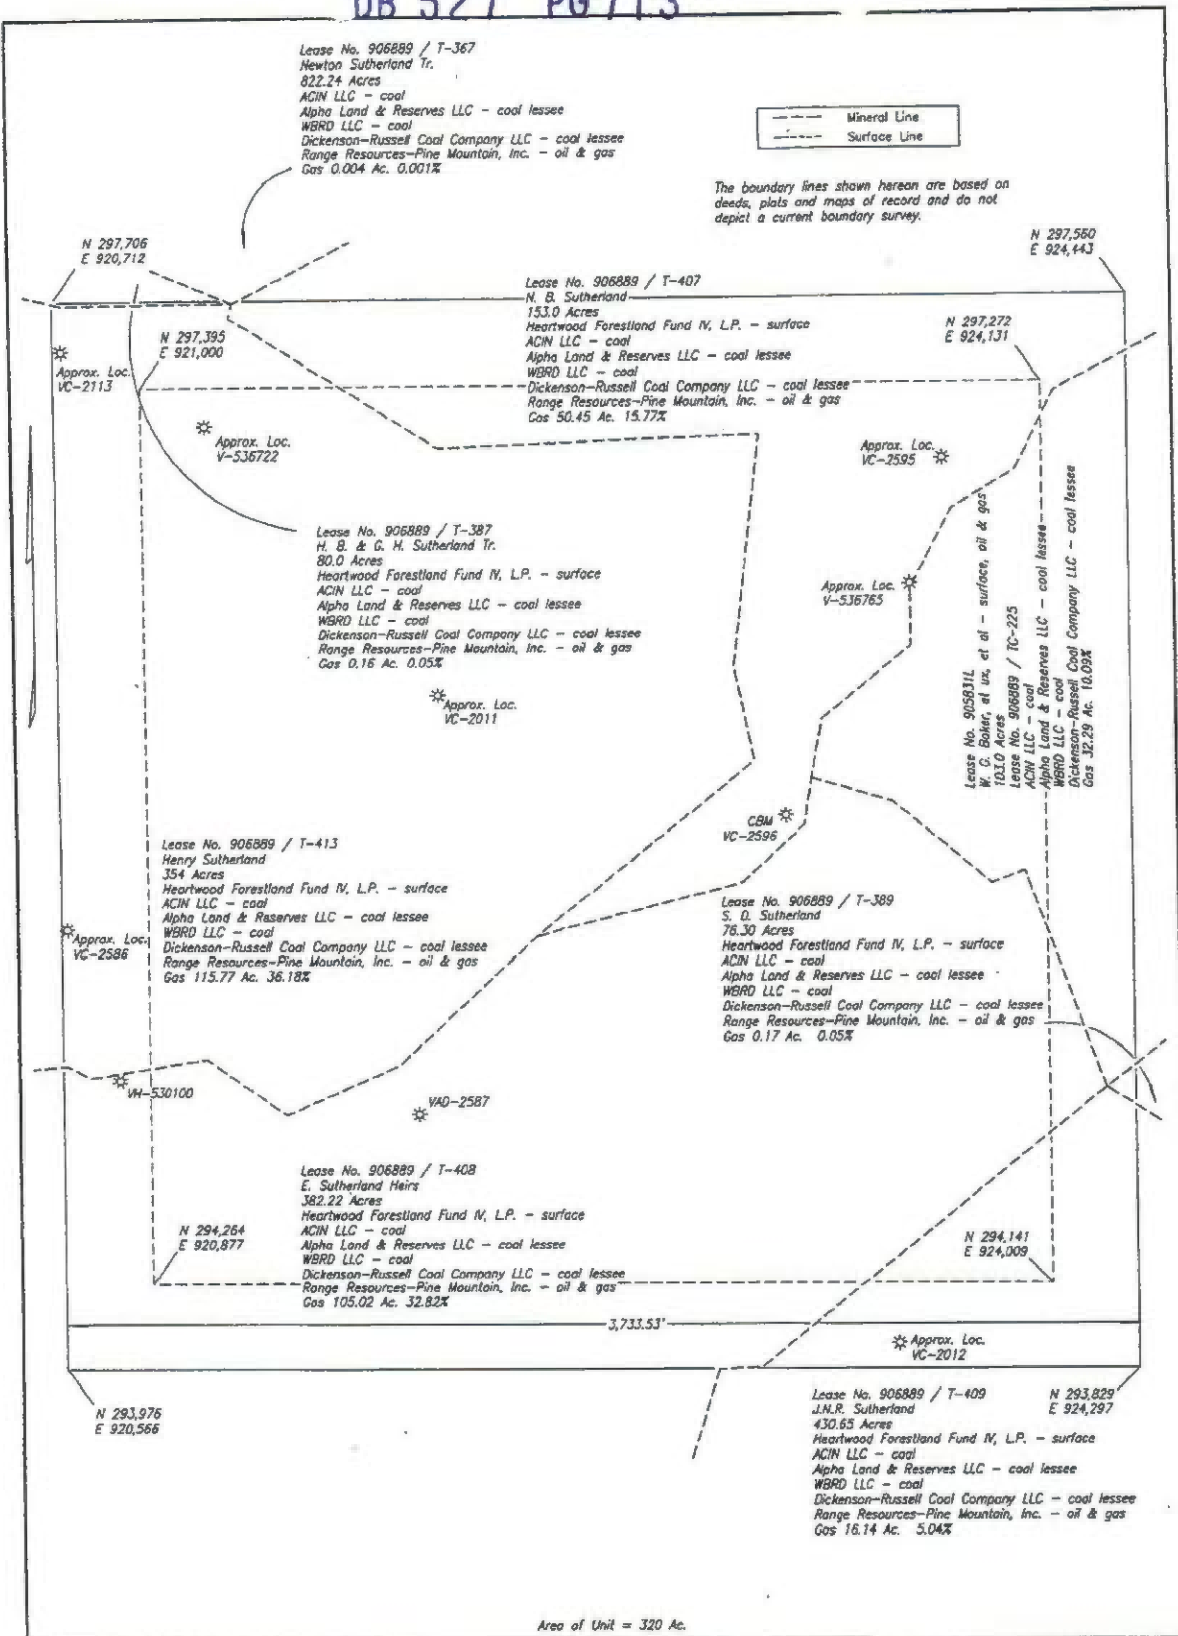 DB 527 PG 713
Lease No. 906889 / T-367
Newton Sutherland Tr.
822.24 Acres
ACIN LLC - coal
Alpha Land & Reserves LLC - coal lessee
WBRD LLC - coal
Dickenson-Russell Coal Company LLC - coal lessee
Range Resources-Pine Mountain, Inc. - oil & gas
Gas 0.004 Ac. 0.001%
Mineral Line
Surface Line
The boundary lines shown hereon are based on
deeds, plats and maps of record and do not
depict a current boundary survey.
N 297,706
E 920,712
N 297,560
E 924,443
Lease No. 906889 / T-407
N. B. Sutherland
153.0 Acres
Heartwood Forestland Fund IV, L.P. - surface
ACIN LLC - coal
Alpha Land & Reserves LLC - coal lessee
WBRD LLC - coal
Dickenson-Russell Coal Company LLC - coal lessee
Range Resources-Pine Mountain, Inc. - oil & gas
Gas 50.45 Ac. 15.77%
N 297,395
E 921,000
N 297,272
E 924,131
Approx. Loc.
VC-2113
Approx. Loc.
V-536722
Approx. Loc.
VC-2595
Lease No. 906889 / T-387
H. B. & G. H. Sutherland Tr.
80.0 Acres
Heartwood Forestland Fund IV, L.P. - surface
ACIN LLC - coal
Alpha Land & Reserves LLC - coal lessee
WBRD LLC - coal
Dickenson-Russell Coal Company LLC - coal lessee
Range Resources-Pine Mountain, Inc. - oil & gas
Gas 0.16 Ac. 0.05%
Approx. Loc.
V-536765
Lease No. 905831L
W. G. Baker, et ux, et al - surface, oil & gas
103.0 Acres
Lease No. 906889 / TC-225
ACIN LLC - coal
Alpha Land & Reserves LLC - coal lessee
WBRD LLC - coal
Dickenson-Russell Coal Company LLC - coal lessee
Gas 32.29 Ac. 10.09%
Approx. Loc.
VC-2011
CBM
VC-2596
Lease No. 906889 / T-413
Henry Sutherland
354 Acres
Heartwood Forestland Fund IV, L.P. - surface
ACIN LLC - coal
Alpha Land & Reserves LLC - coal lessee
WBRD LLC - coal
Dickenson-Russell Coal Company LLC - coal lessee
Range Resources-Pine Mountain, Inc. - oil & gas
Gas 115.77 Ac. 36.18%
Approx. Loc.
VC-2586
Lease No. 906889 / T-389
S. D. Sutherland
76.30 Acres
Heartwood Forestland Fund IV, L.P. - surface
ACIN LLC - coal
Alpha Land & Reserves LLC - coal lessee
WBRD LLC - coal
Dickenson-Russell Coal Company LLC - coal lessee
Range Resources-Pine Mountain, Inc. - oil & gas
Gas 0.17 Ac. 0.05%
VH-530100
VAD-2587
Lease No. 906889 / T-408
E. Sutherland Heirs
382.22 Acres
Heartwood Forestland Fund IV, L.P. - surface
ACIN LLC - coal
Alpha Land & Reserves LLC - coal lessee
WBRD LLC - coal
Dickenson-Russell Coal Company LLC - coal lessee
Range Resources-Pine Mountain, Inc. - oil & gas
Gas 105.02 Ac. 32.82%
N 294,264
E 920,877
N 294,141
E 924,009
3,733.53'
Approx. Loc.
VC-2012
N 293,976
E 920,566
N 293,829
E 924,297
Lease No. 906889 / T-409
J.N.R. Sutherland
430.65 Acres
Heartwood Forestland Fund IV, L.P. - surface
ACIN LLC - coal
Alpha Land & Reserves LLC - coal lessee
WBRD LLC - coal
Dickenson-Russell Coal Company LLC - coal lessee
Range Resources-Pine Mountain, Inc. - oil & gas
Gas 16.14 Ac. 5.04%
Area of Unit = 320 Ac.